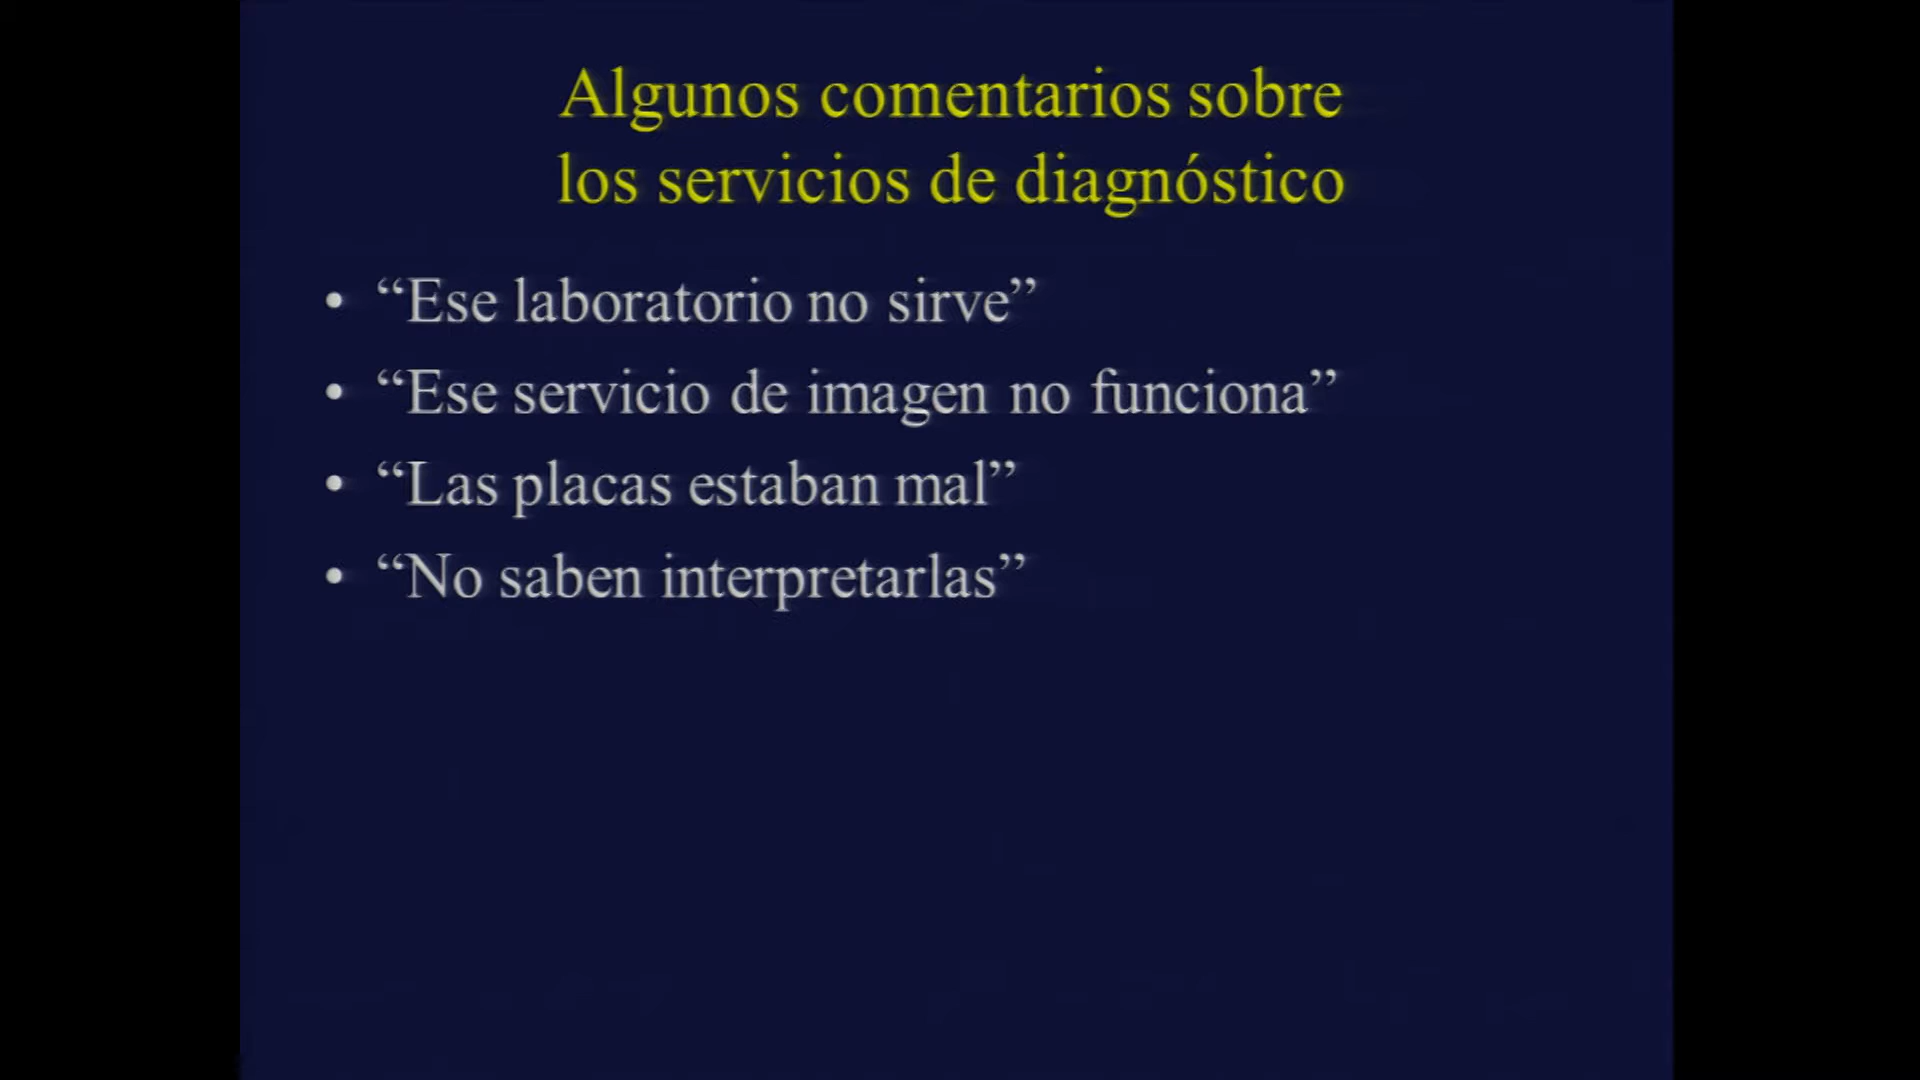 Algunos comentarios sobre
los servicios de diagnóstico
• “Ese laboratorio no sirve”
• “Ese servicio de imagen no funciona”
• “Las placas estaban mal”
• “No saben interpretarlas”